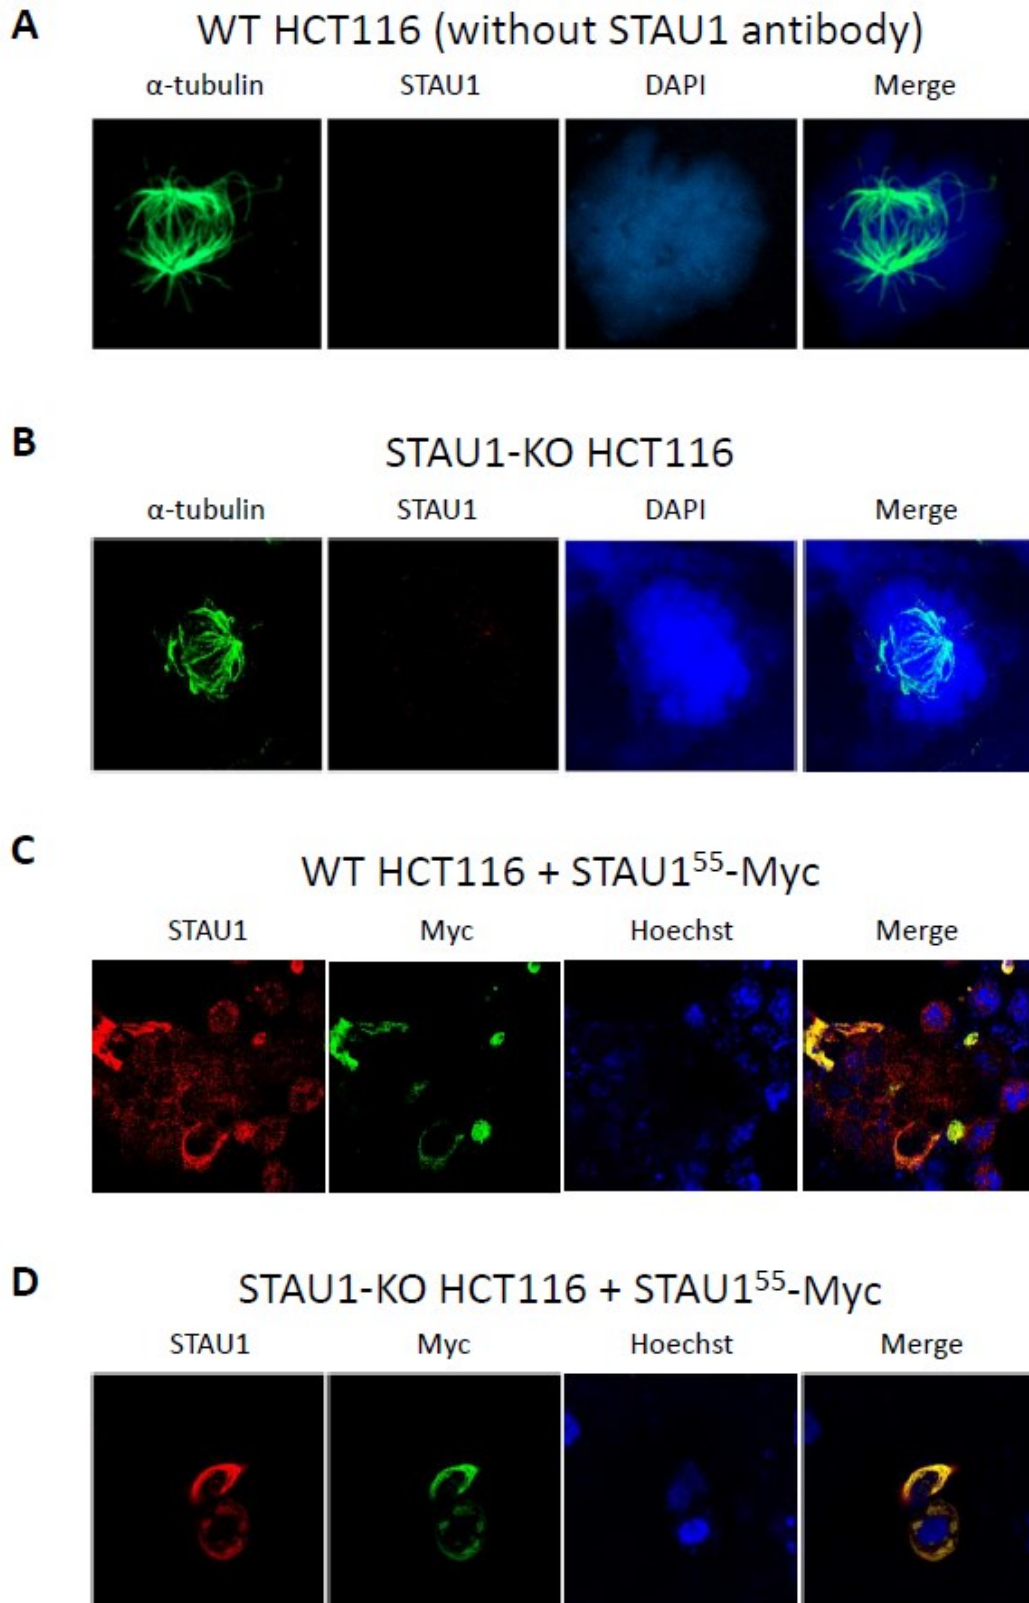 A
WT HCT116 (without STAU1 antibody)
α-tubulin STAU1 DAPI Merge
B
STAU1-KO HCT116
α-tubulin STAU1 DAPI Merge
C
WT HCT116 + STAU1⁵⁵-Myc
STAU1 Myc Hoechst Merge
D
STAU1-KO HCT116 + STAU1⁵⁵-Myc
STAU1 Myc Hoechst Merge